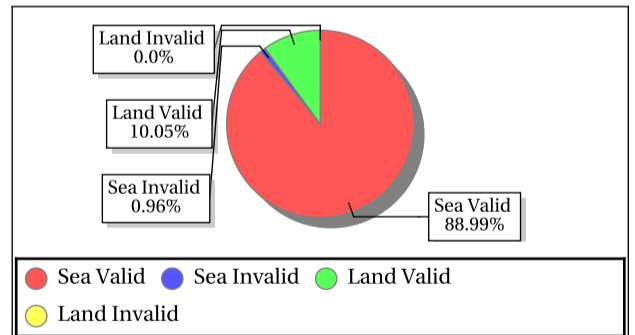 Land Invalid
0.0%
Land Valid
10.05%
Sea Invalid
0.96%
Sea Valid
88.99%
Sea Valid Sea Invalid Land Valid
Land Invalid